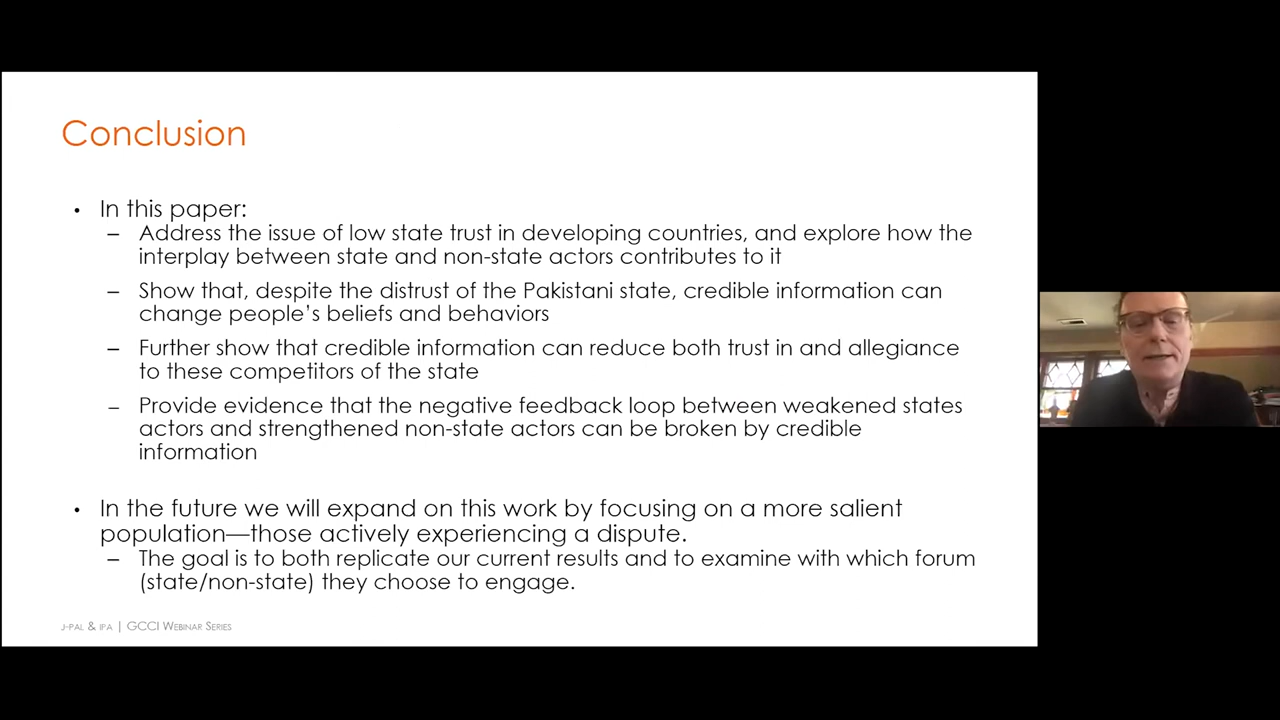 Conclusion
• In this paper:
– Address the issue of low state trust in developing countries, and explore how the
interplay between state and non-state actors contributes to it
– Show that, despite the distrust of the Pakistani state, credible information can
change people's beliefs and behaviors
– Further show that credible information can reduce both trust in and allegiance
to these competitors of the state
– Provide evidence that the negative feedback loop between weakened states
actors and strengthened non-state actors can be broken by credible
information
• In the future we will expand on this work by focusing on a more salient
population—those actively experiencing a dispute.
– The goal is to both replicate our current results and to examine with which forum
(state/non-state) they choose to engage.
J-PAL & IPA | GCCI Webinar Series